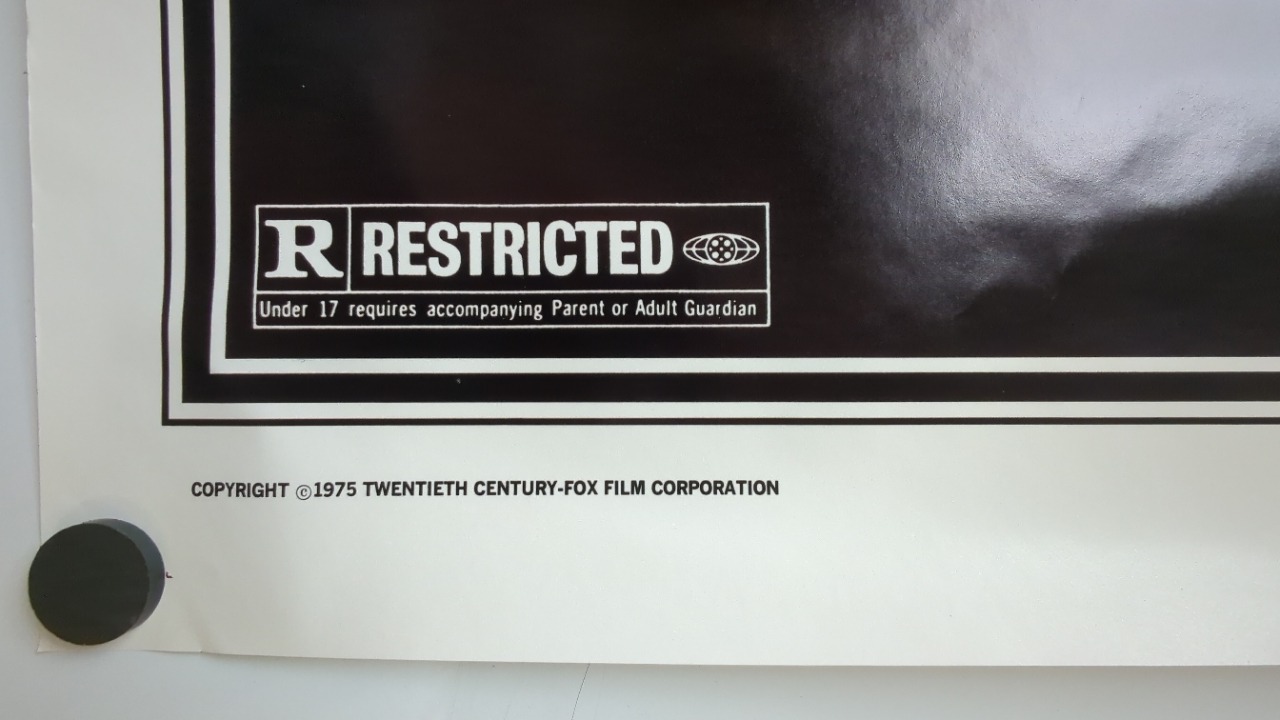 R RESTRICTED
Under 17 requires accompanying Parent or Adult Guardian
COPYRIGHT ©1975 TWENTIETH CENTURY-FOX FILM CORPORATION